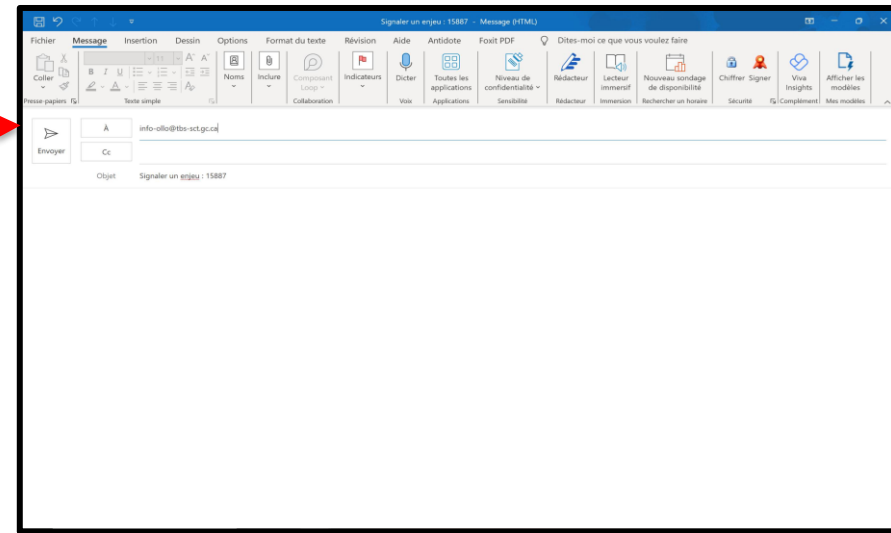 Signaler un enjeu : 15887 - Message (HTML)
Fichier Message Insertion Dessin Options Format du texte Révision Aide Antidote Foxit PDF Dites-moi ce que vous voulez faire
Coller
11
A^ A˅
B I U
A
Noms
Inclure
Composant Loop
Indicateurs
Dicter
Toutes les applications
Niveau de confidentialité
Rédacteur
Lecteur immersif
Nouveau sondage de disponibilité
Chiffrer Signer
Viva Insights
Afficher les modèles
Presse-papiers Texte simple Collaboration Voix Applications Sensibilité Rédacteur Immersion Rechercher un horaire Sécurité Complément Mes modèles
Envoyer
À info-ollo@tbs-sct.gc.ca
Cc
Objet Signaler un enjeu : 15887